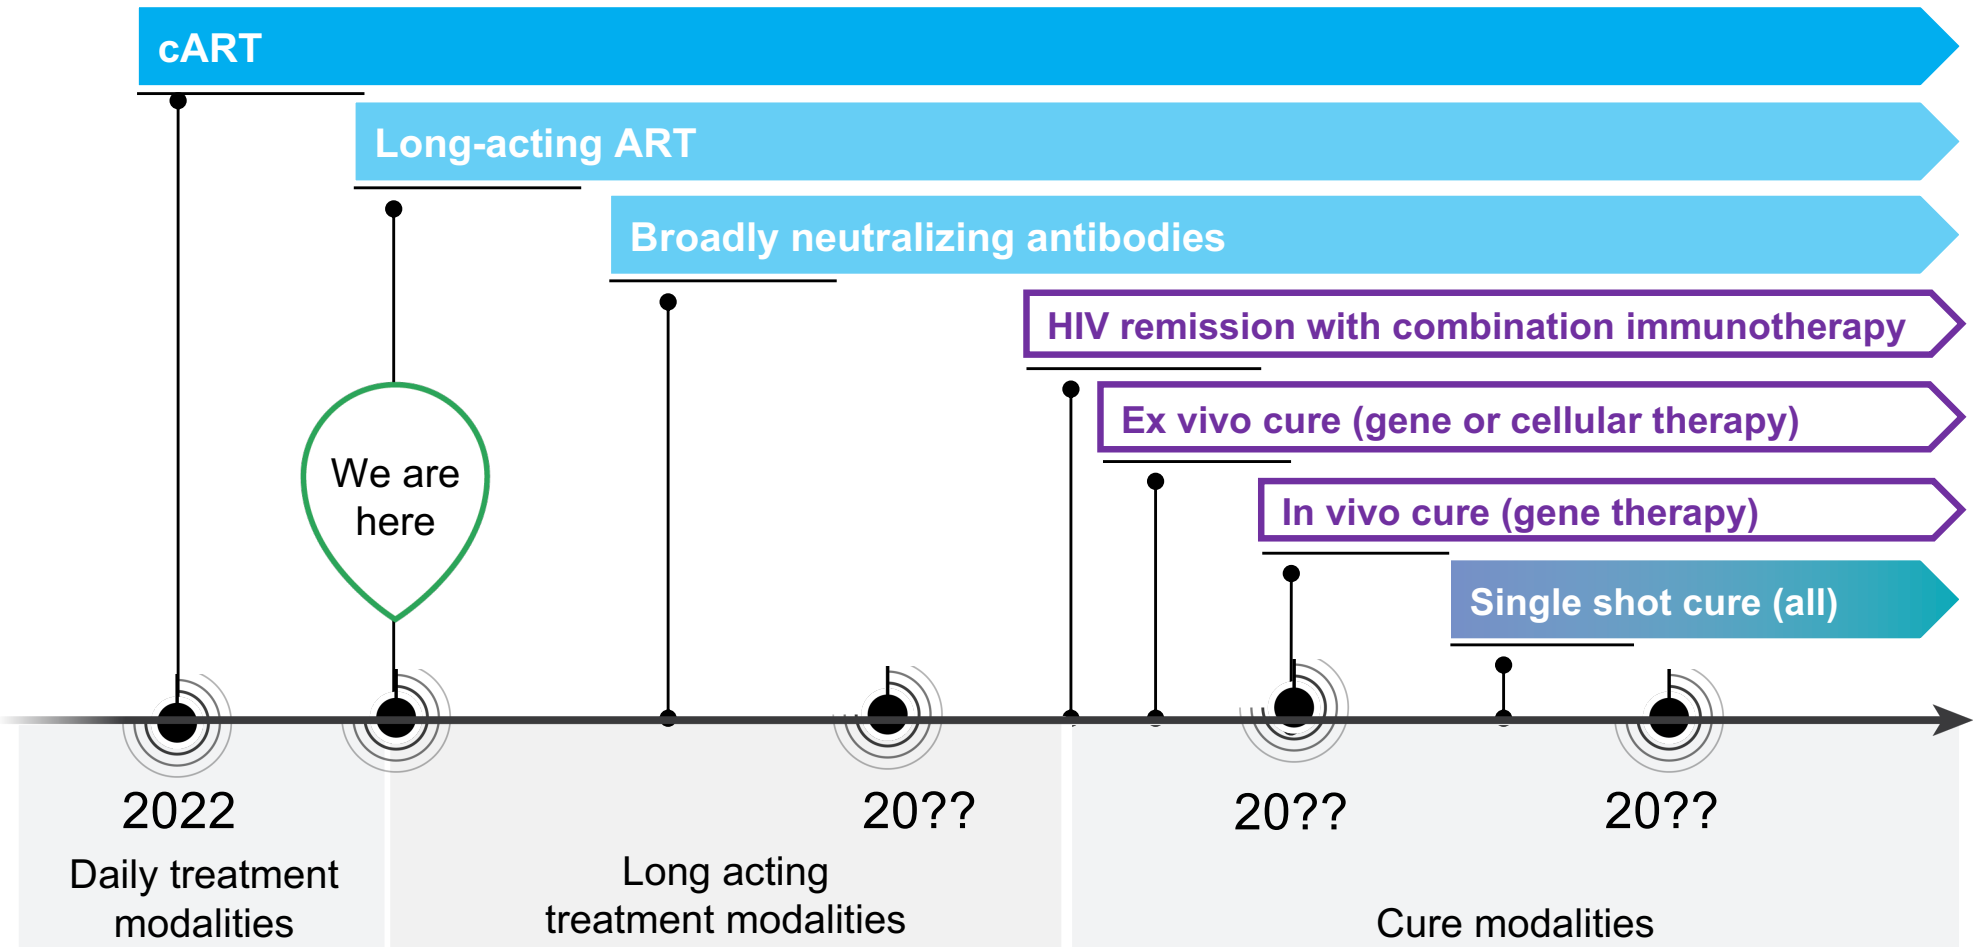 cART
Long-acting ART
Broadly neutralizing antibodies
HIV remission with combination immunotherapy
Ex vivo cure (gene or cellular therapy)
In vivo cure (gene therapy)
Single shot cure (all)
We are
here
2022
20??
20??
20??
Daily treatment
modalities
Long acting
treatment modalities
Cure modalities